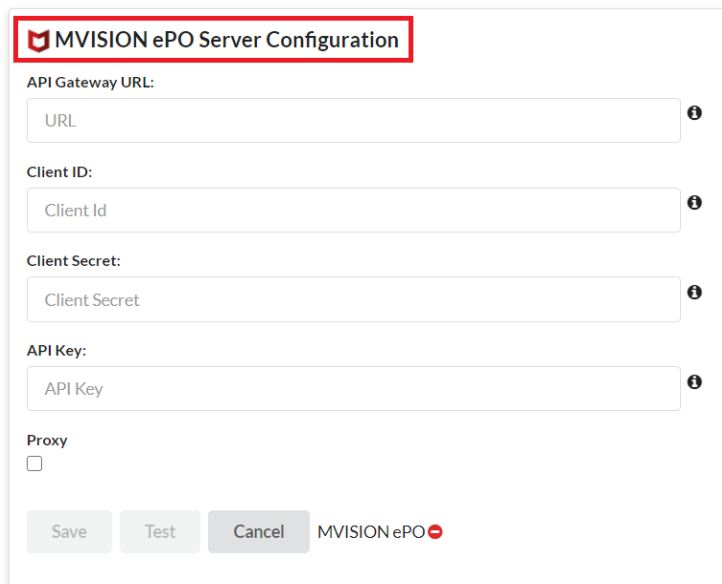 MVISION ePO Server Configuration
API Gateway URL:
URL
Client ID:
Client Id
Client Secret:
Client Secret
API Key:
API Key
Proxy
Save Test Cancel MVISION ePO